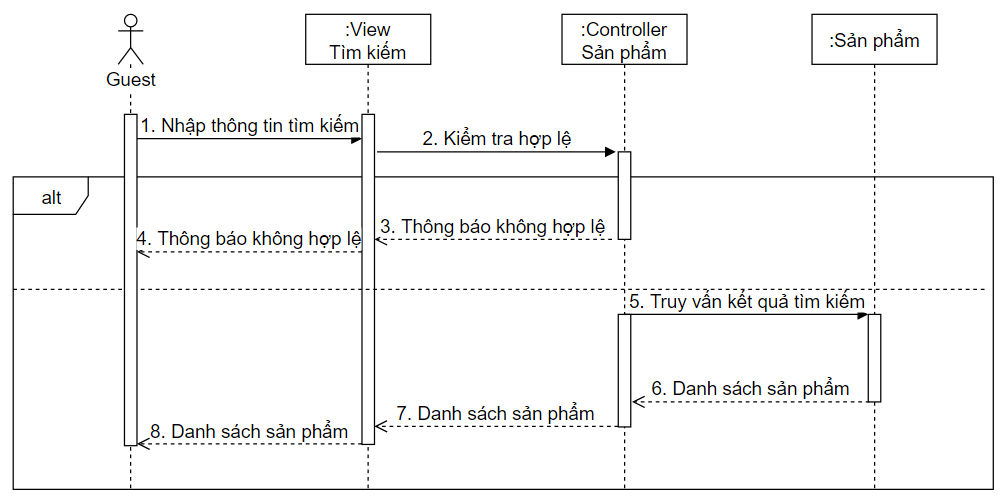 :View
Tìm kiếm
:Controller
Sản phẩm
:Sản phẩm
Guest
1. Nhập thông tin tìm kiếm
2. Kiểm tra hợp lệ
alt
3. Thông báo không hợp lệ
4. Thông báo không hợp lệ
5. Truy vấn kết quả tìm kiếm
6. Danh sách sản phẩm
7. Danh sách sản phẩm
8. Danh sách sản phẩm